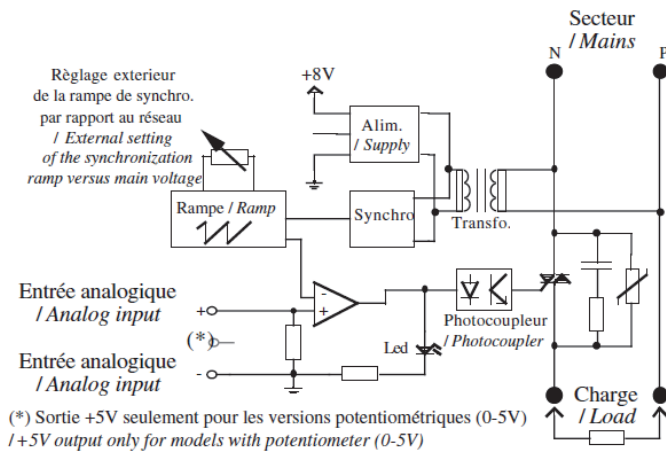 Secteur
/ Mains
N
P
+8V
Règlage exterieur
de la rampe de synchro.
par rapport au réseau
/ External setting
of the synchronization
ramp versus main voltage
Alim.
/ Supply
Rampe / Ramp
Synchro
Transfo.
Entrée analogique
/ Analog input
+
(*)
Entrée analogique
/ Analog input
-
-
+
Led
Photocoupleur
/ Photocoupler
Charge
/ Load
(*) Sortie +5V seulement pour les versions potentiométriques (0-5V)
/ +5V output only for models with potentiometer (0-5V)